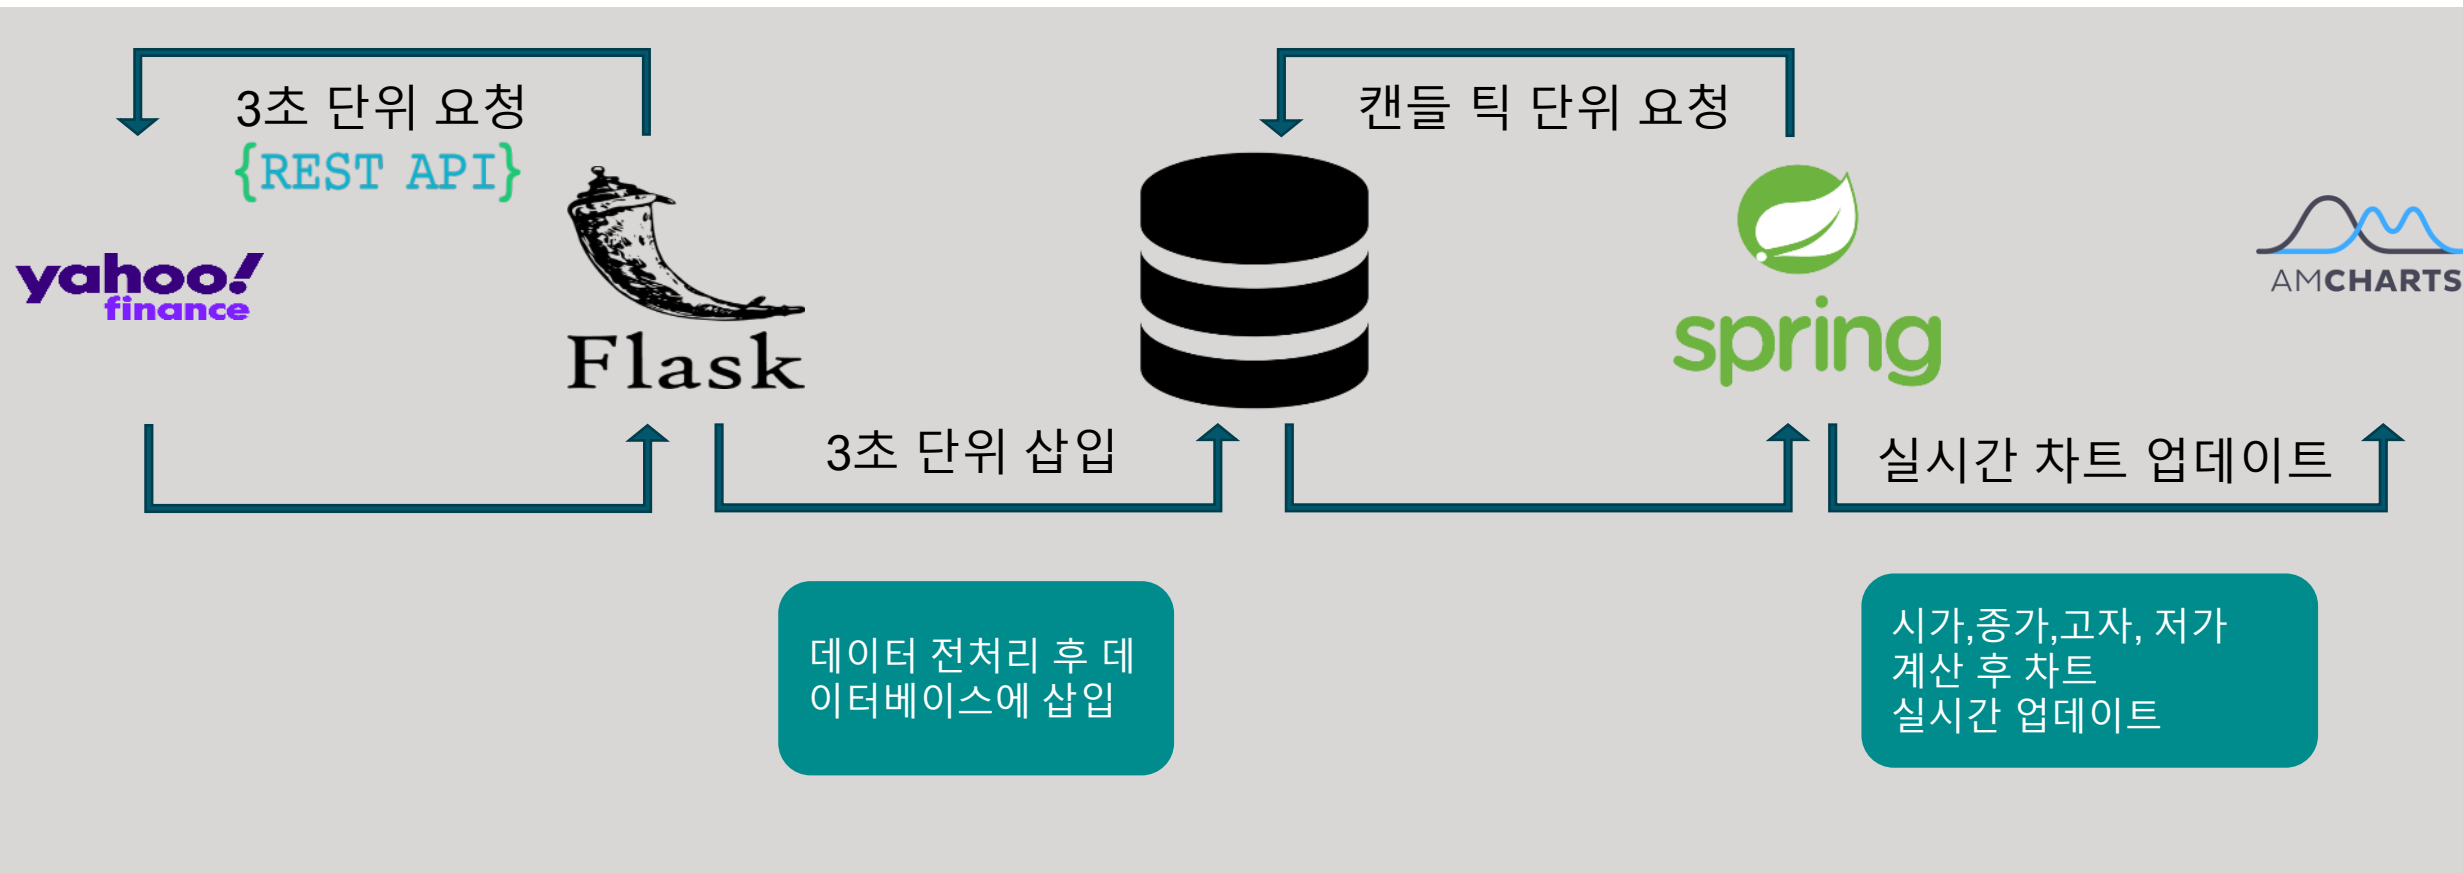 3초 단위 요청
{REST API}
yahoo!
finance
Flask
3초 단위 삽입
캔들 틱 단위 요청
spring
실시간 차트 업데이트
AMCHARTS
데이터 전처리 후 데
이터베이스에 삽입
시가,종가,고자, 저가
계산 후 차트
실시간 업데이트